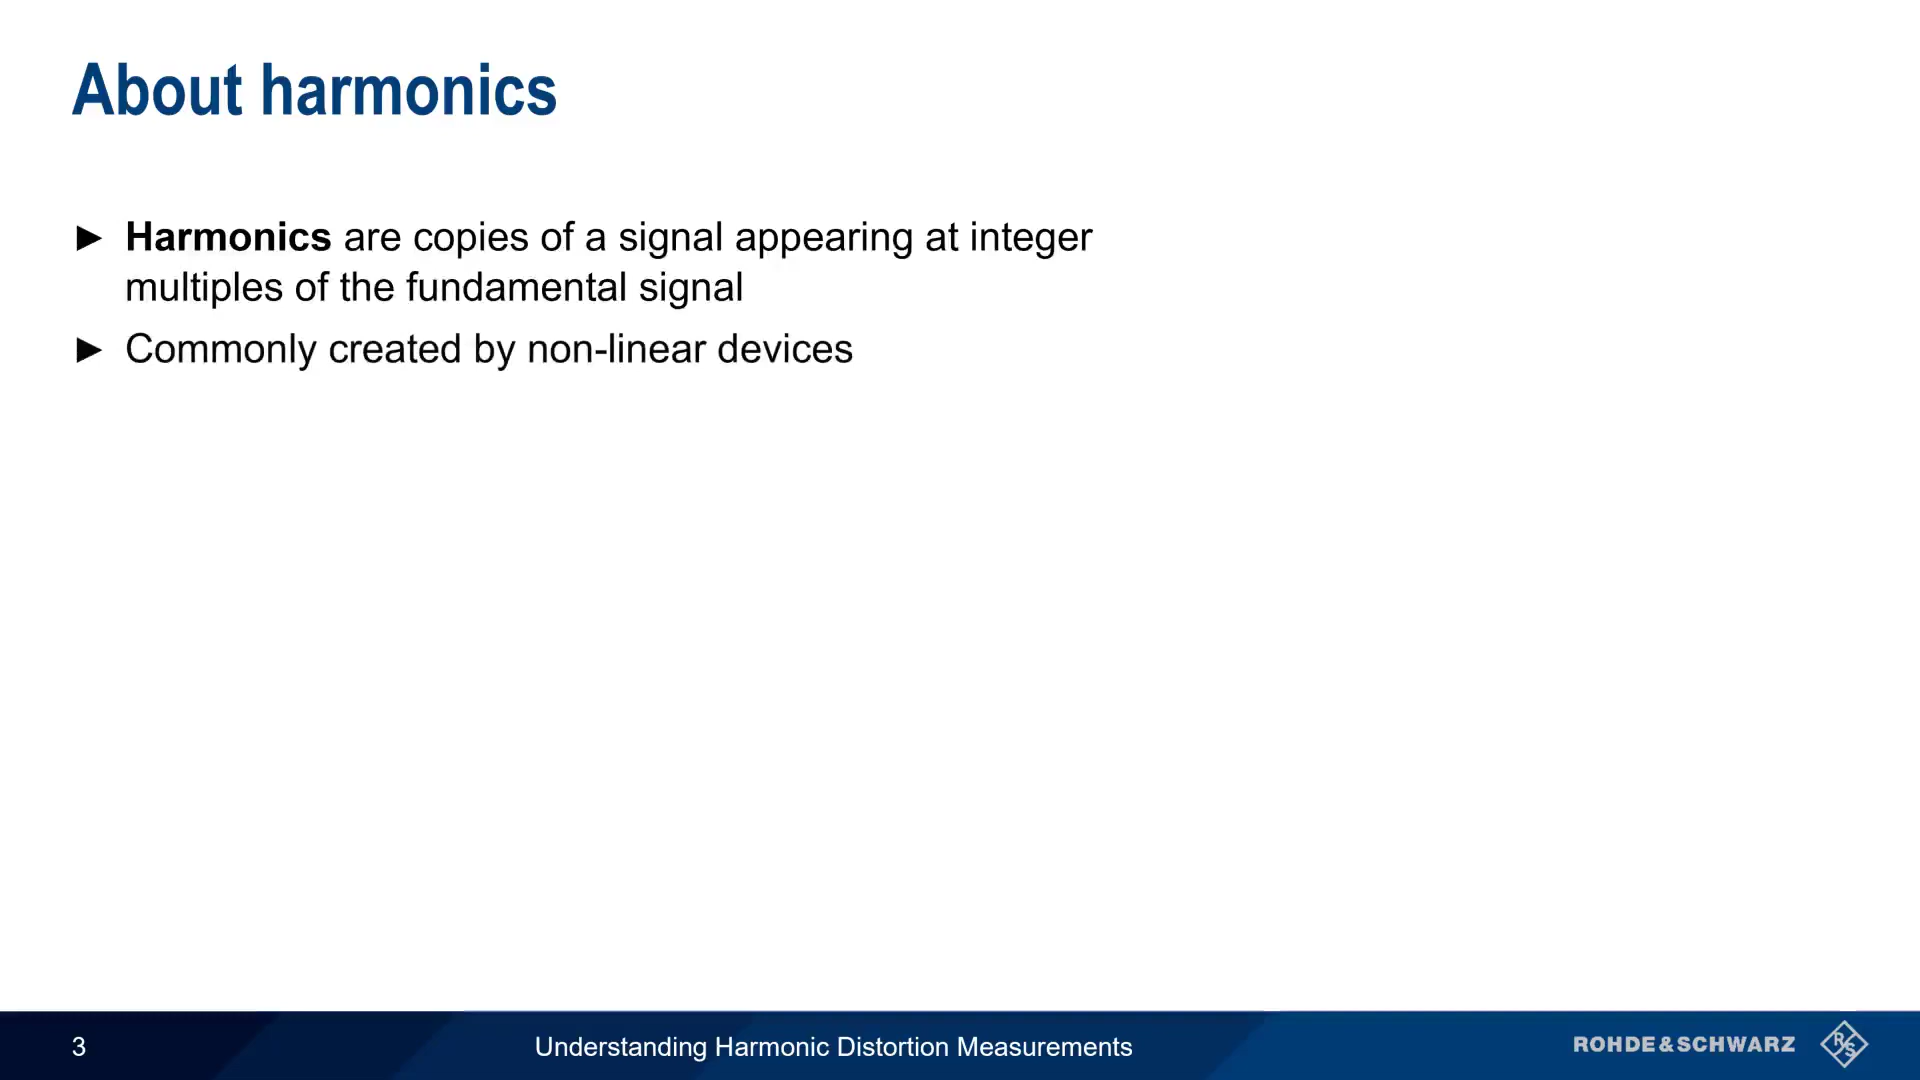 About harmonics
► Harmonics are copies of a signal appearing at integer
multiples of the fundamental signal
► Commonly created by non-linear devices
3
Understanding Harmonic Distortion Measurements
ROHDE&SCHWARZ
R S